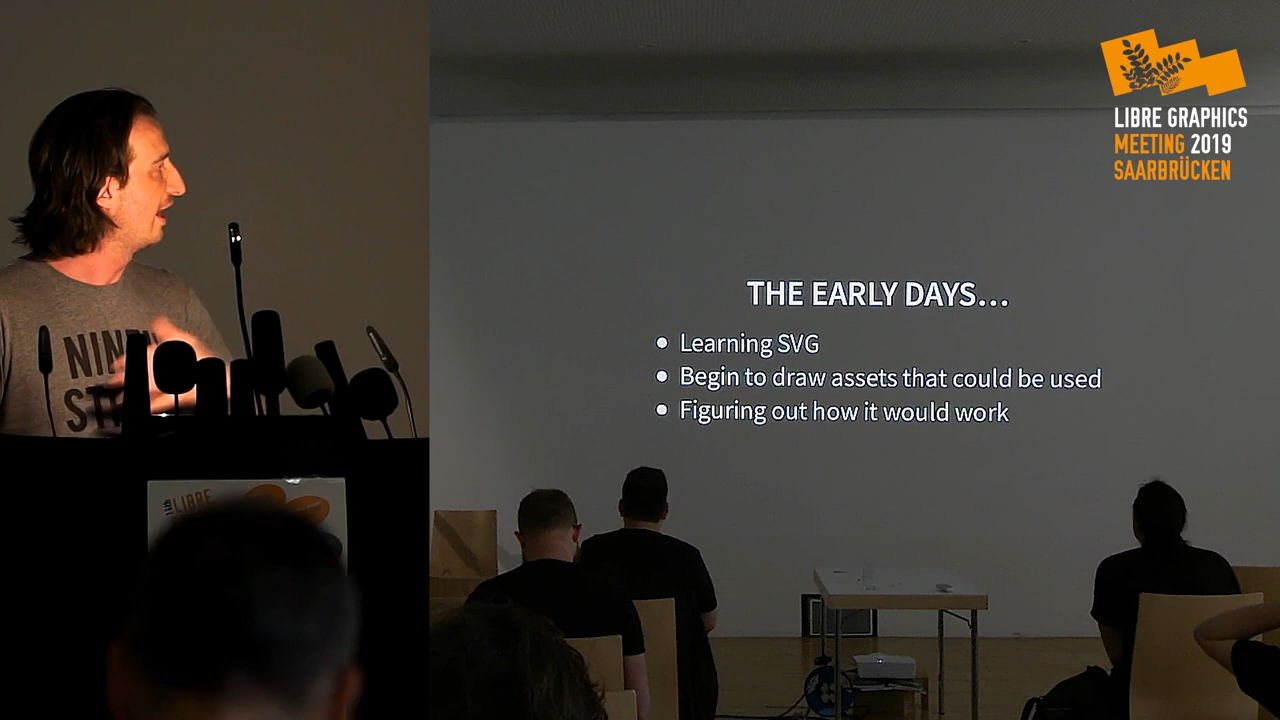 LIBRE GRAPHICS
MEETING 2019
SAARBRÜCKEN
THE EARLY DAYS...
Learning SVG
Begin to draw assets that could be used
Figuring out how it would work
LIBRE